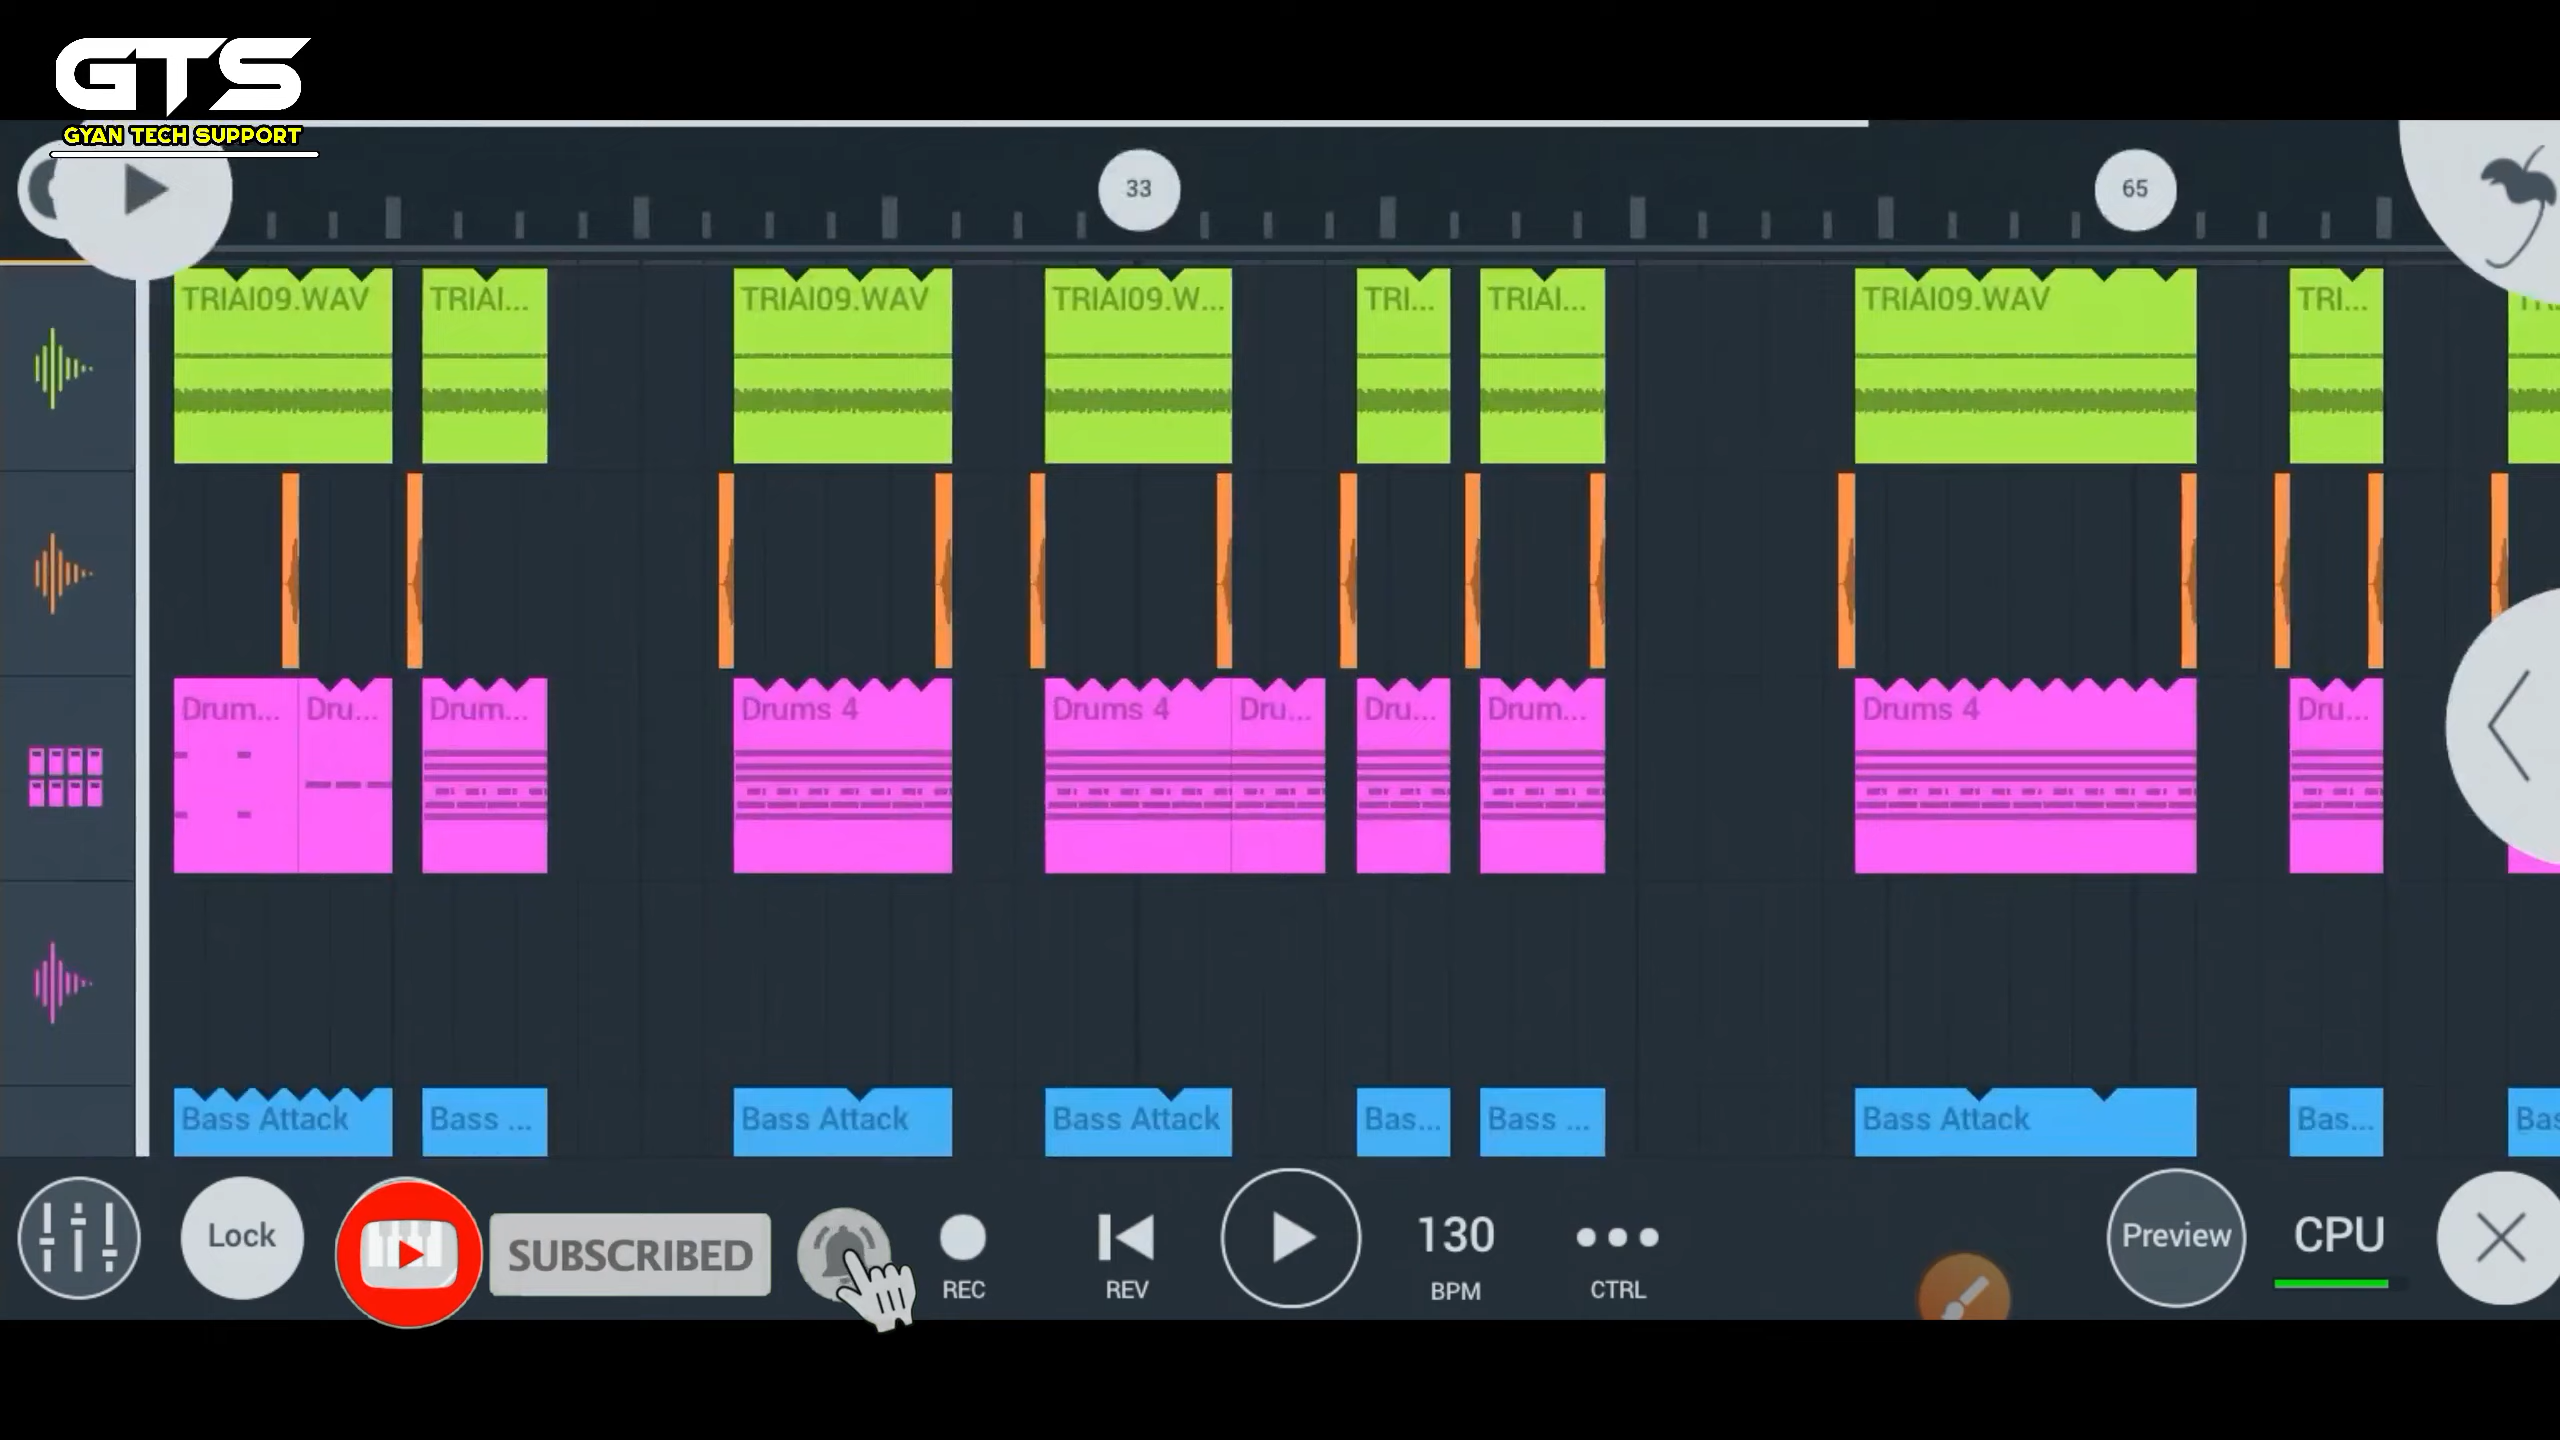 GTS
GYAN TECH SUPPORT
33
65
TRIAI09.WAV
TRIAI...
TRIAI09.WAV
TRIAI09.W...
TRI...
TRIAI...
TRIAI09.WAV
TRI...
Drum...
Dru...
Drum...
Drums 4
Drums 4
Dru...
Dru...
Drum...
Drums 4
Dru...
Bass Attack
Bass ...
Bass Attack
Bass Attack
Bas...
Bass ...
Bass Attack
Bas...
Bas
Lock
SUBSCRIBED
REC
REV
130
BPM
CTRL
Preview
CPU